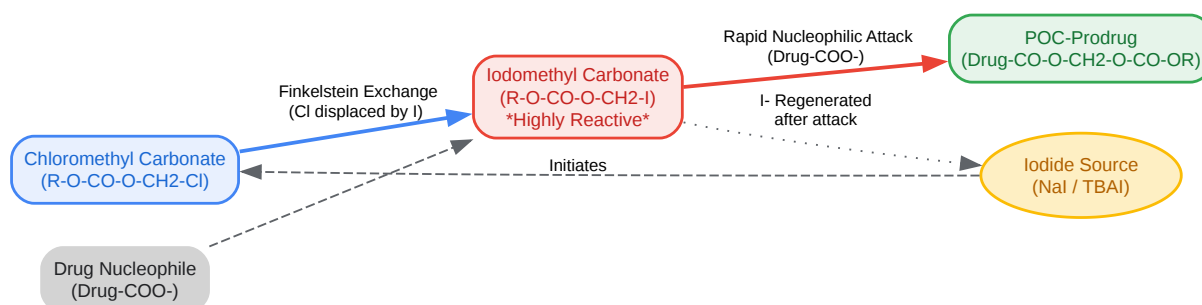 Chloromethyl Carbonate
(R-O-CO-O-CH2-Cl)
Finkelstein Exchange
(Cl displaced by I)
Iodomethyl Carbonate
(R-O-CO-O-CH2-I)
*Highly Reactive*
Rapid Nucleophilic Attack
(Drug-COO-)
POC-Prodrug
(Drug-CO-O-CH2-O-CO-OR)
I- Regenerated
after attack
Initiates
Iodide Source
(NaI / TBAI)
Drug Nucleophile
(Drug-COO-)